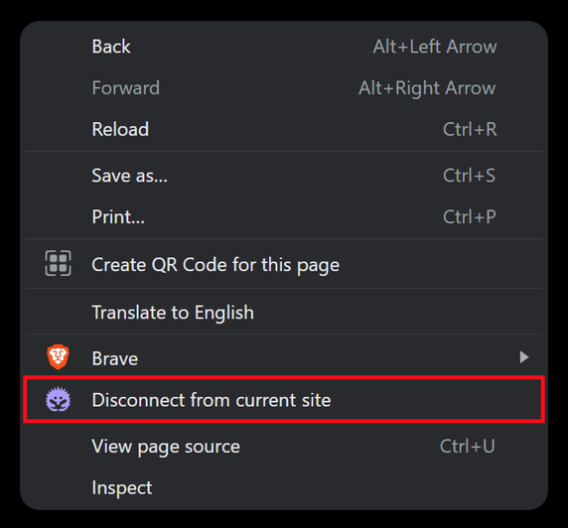 Back Alt+Left Arrow
Forward Alt+Right Arrow
Reload Ctrl+R
Save as... Ctrl+S
Print... Ctrl+P
Create QR Code for this page
Translate to English
Brave
Disconnect from current site
View page source Ctrl+U
Inspect